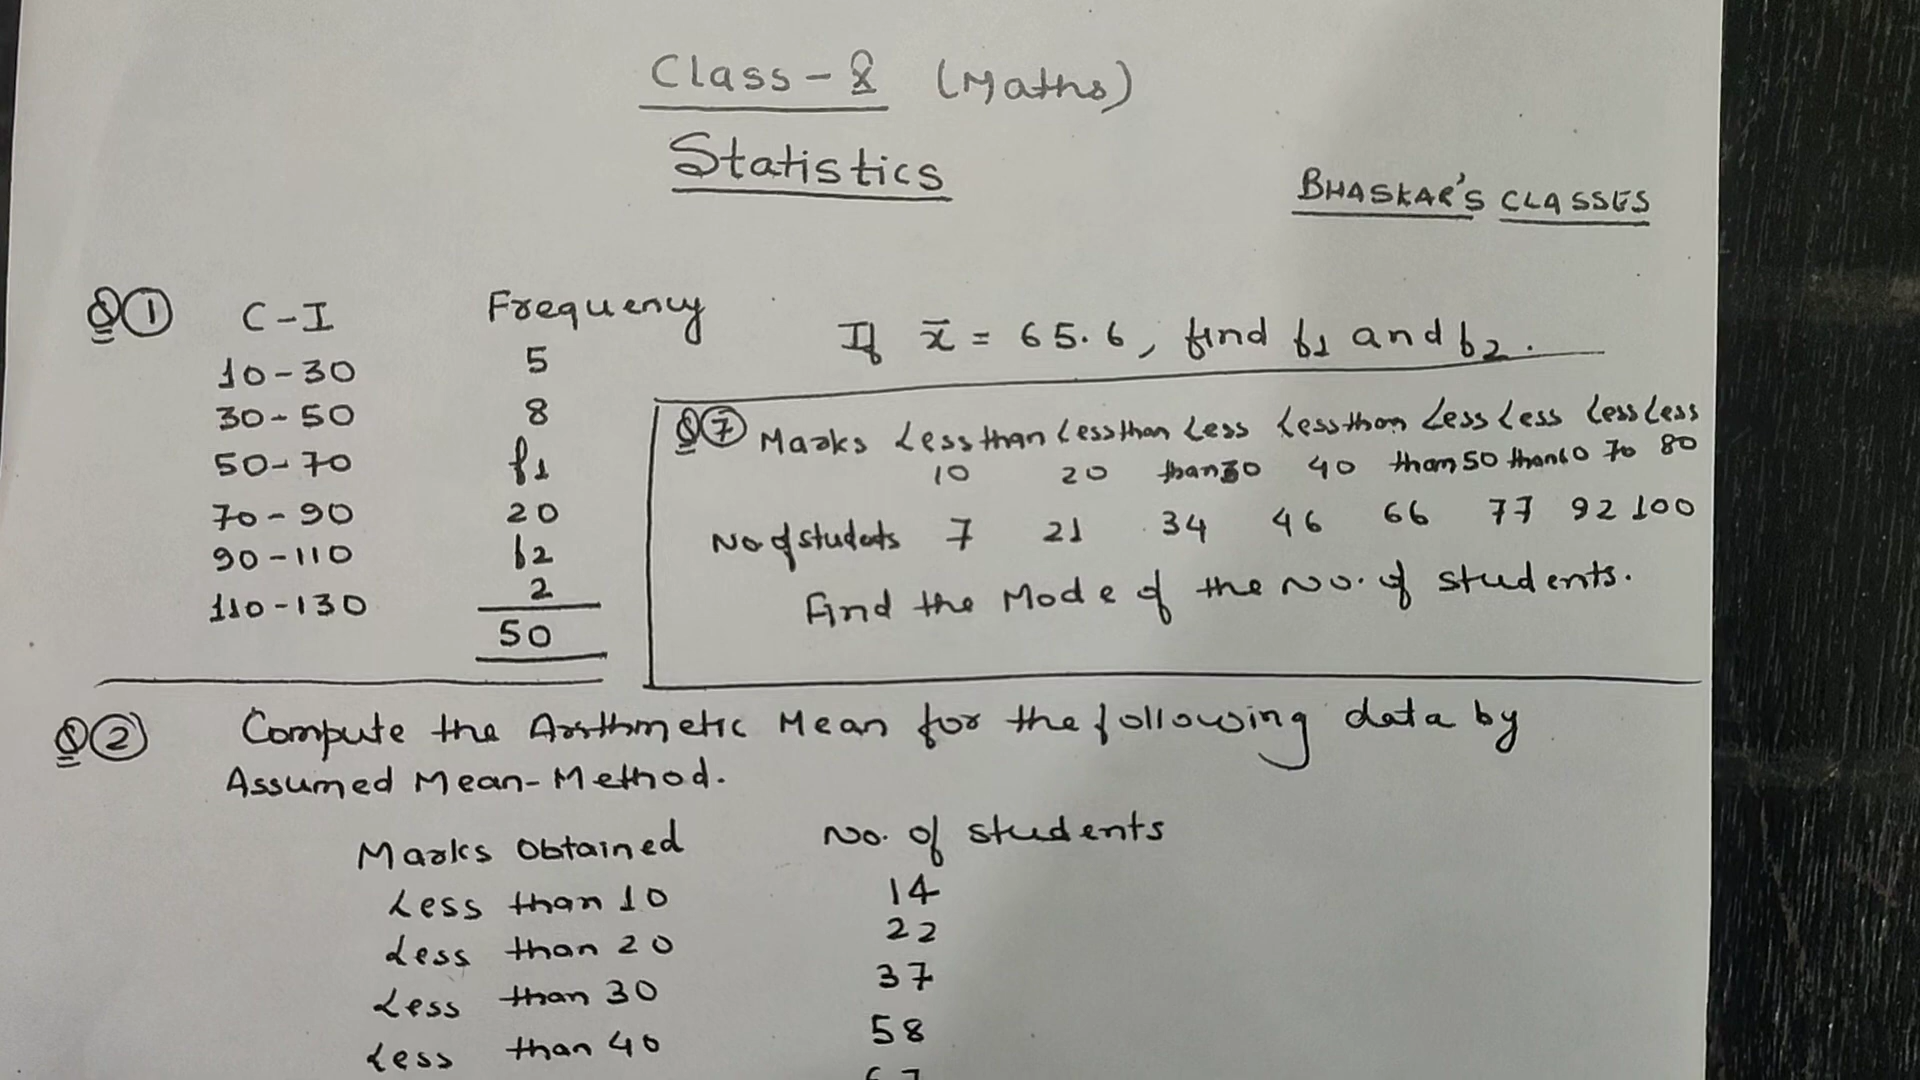 Class-X (Maths)
Statistics
BHASKAR'S CLASSES
Q1 C-I Frequency
10-30 5
30-50 8
50-70 f1
70-90 20
90-110 f2
110-130 2
50
If x̄ = 65.6, find f1 and f2.
Q7 Marks Less than Less than Less Less than Less Less Less Less
10 20 than 30 40 than 50 than 60 70 80
No of students 7 21 34 46 66 77 92 100
Find the Mode of the No. of students.
Q2 Compute the Arithmetic Mean for the following data by
Assumed Mean-Method.
Marks Obtained No. of students
Less than 10 14
Less than 20 22
Less than 30 37
Less than 40 58